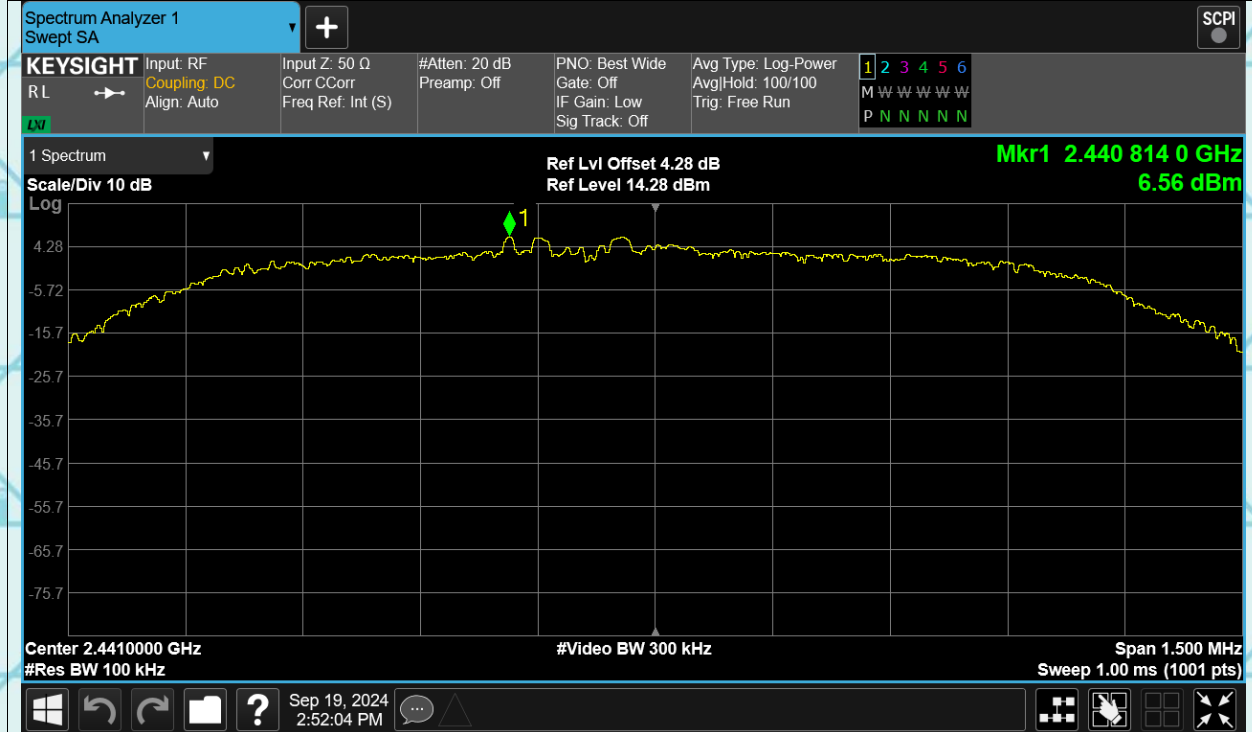 Spectrum Analyzer 1
Swept SA
+
SCPI
KEYSIGHT
R L
LXI
Input: RF
Coupling: DC
Align: Auto
Input Z: 50 Ω
Corr CCorr
Freq Ref: Int (S)
#Atten: 20 dB
Preamp: Off
PNO: Best Wide
Gate: Off
IF Gain: Low
Sig Track: Off
Avg Type: Log-Power
Avg|Hold: 100/100
Trig: Free Run
1 2 3 4 5 6
M W W W W W
P N N N N N
1 Spectrum
Scale/Div 10 dB
Log
Ref Lvl Offset 4.28 dB
Ref Level 14.28 dBm
Mkr1 2.440 814 0 GHz
6.56 dBm
1
4.28
-5.72
-15.7
-25.7
-35.7
-45.7
-55.7
-65.7
-75.7
Center 2.4410000 GHz
#Res BW 100 kHz
#Video BW 300 kHz
Span 1.500 MHz
Sweep 1.00 ms (1001 pts)
?
Sep 19, 2024
2:52:04 PM